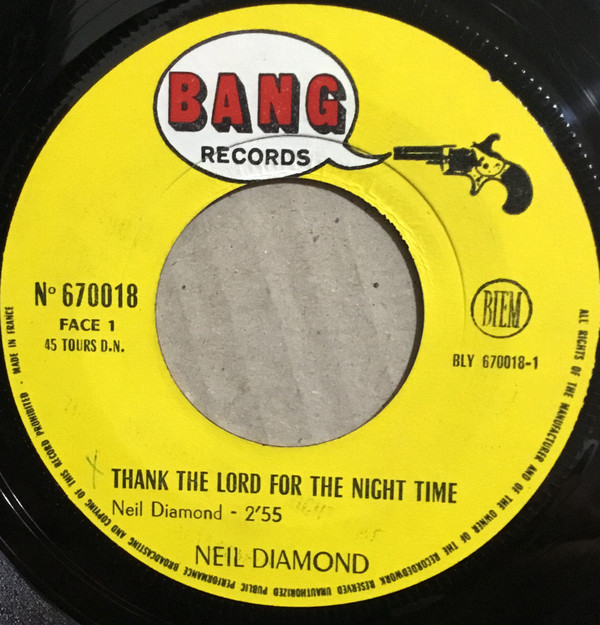 BANG
RECORDS
Nº 670018
FACE 1
45 TOURS D.N.
BIEM
BLY 670018-1
THANK THE LORD FOR THE NIGHT TIME
Neil Diamond - 2'55
NEIL DIAMOND
ALL RIGHTS OF THE MANUFACTURER AND OF THE OWNER OF THE RECORDEDWORK RESERVED UNAUTHORIZED PUBLIC PERFORMANCE BROADCASTING AND COPYING OF THIS RECORD PROHIBITED - MADE IN FRANCE